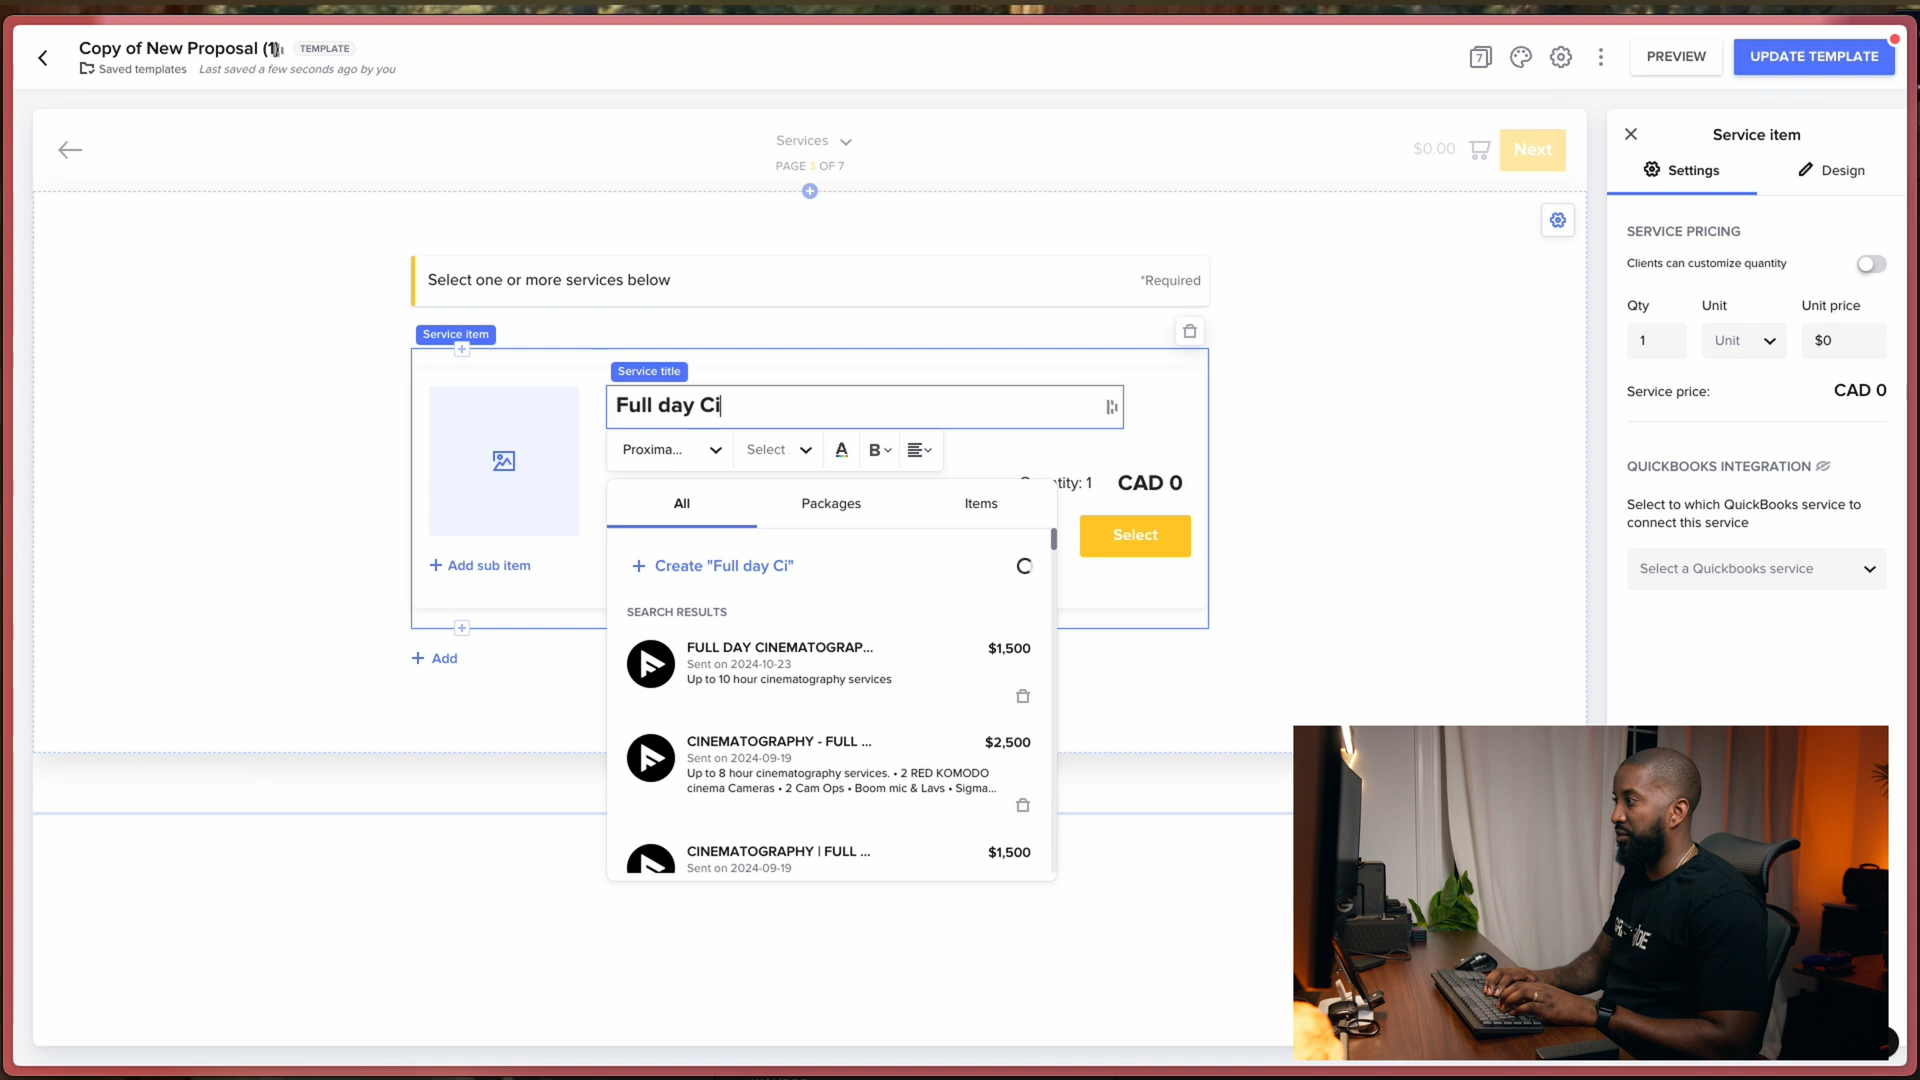 Copy of New Proposal (1)
TEMPLATE
Saved templates
Last saved a few seconds ago by you
7
PREVIEW
UPDATE TEMPLATE
Services
PAGE 3 OF 7
$0.00
Next
Select one or more services below
*Required
Service item
Service title
Full day Ci
Proxima...
Select
A
B
Quantity: 1
CAD 0
Select
Add sub item
Add
All
Packages
Items
+ Create "Full day Ci"
SEARCH RESULTS
FULL DAY CINEMATOGRAP...
$1,500
Sent on 2024-10-23
Up to 10 hour cinematography services
CINEMATOGRAPHY - FULL ...
$2,500
Sent on 2024-09-19
Up to 8 hour cinematography services. • 2 RED KOMODO
cinema Cameras • 2 Cam Ops • Boom mic & Lavs • Sigma...
CINEMATOGRAPHY | FULL ...
$1,500
Sent on 2024-09-19
Service item
Settings
Design
SERVICE PRICING
Clients can customize quantity
Qty
Unit
Unit price
1
Unit
$0
Service price:
CAD 0
QUICKBOOKS INTEGRATION
Select to which QuickBooks service to
connect this service
Select a Quickbooks service